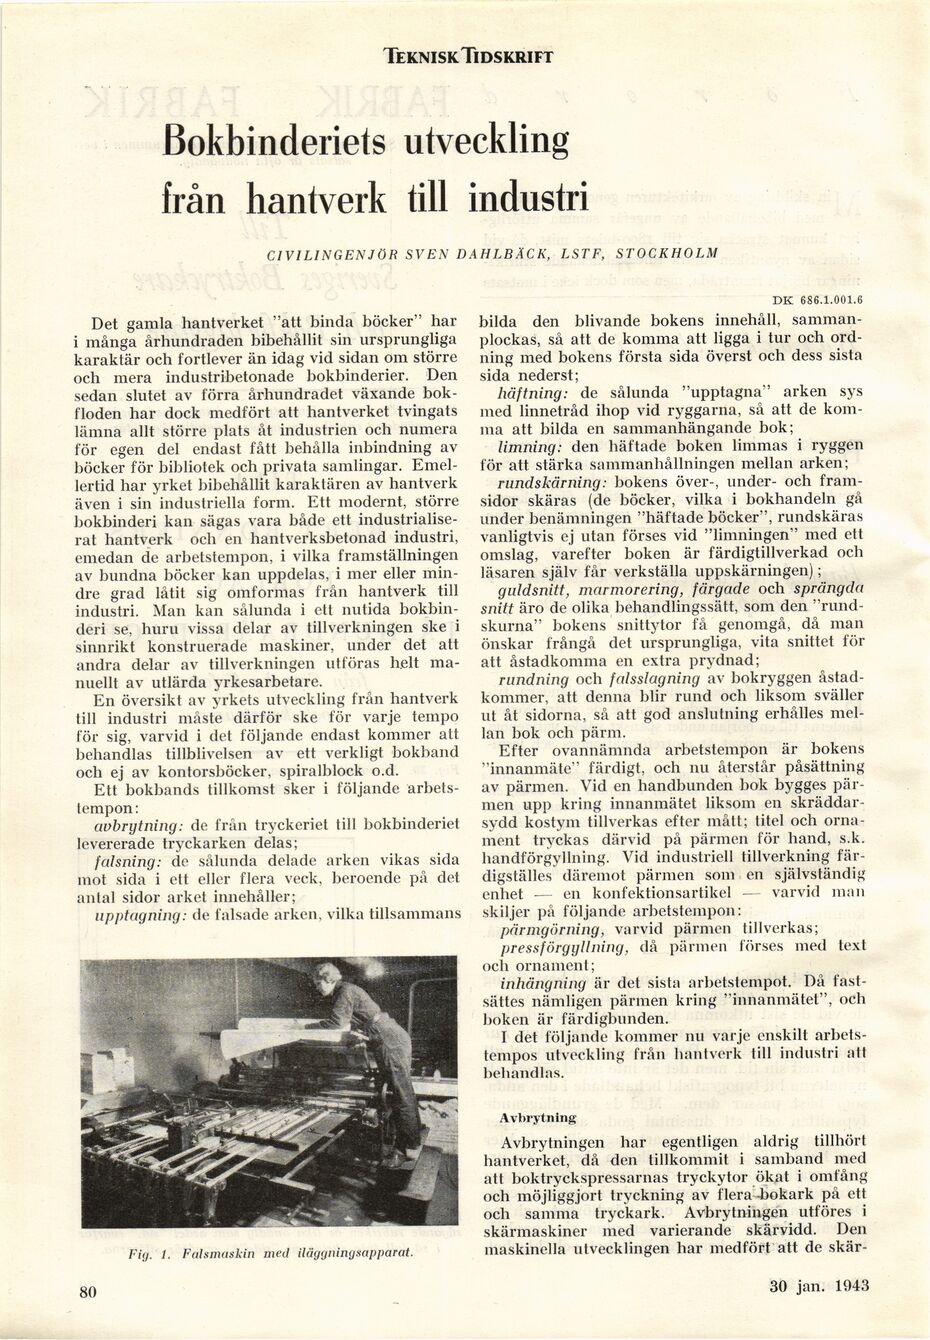 TEKNISK TIDSKRIFT
Bokbinderiets utveckling
från hantverk till industri
CIVILINGENJÖR SVEN DAHLBÄCK, LSTF, STOCKHOLM
DK 686.1.001.6
Det gamla hantverket ”att binda böcker” har
i många århundraden bibehållit sin ursprungliga
karaktär och fortlever än idag vid sidan om större
och mera industribetonade bokbinderier. Den
sedan slutet av förra århundradet växande bok-
floden har dock medfört att hantverket tvingats
lämna allt större plats åt industrien och numera
för egen del endast fått behålla inbindning av
böcker för bibliotek och privata samlingar. Emel-
lertid har yrket bibehållit karaktären av hantverk
även i sin industriella form. Ett modernt, större
bokbinderi kan sägas vara både ett industrialise-
rat hantverk och en hantverksbetonad industri,
emedan de arbetstempon, i vilka framställningen
av bundna böcker kan uppdelas, i mer eller min-
dre grad låtit sig omformas från hantverk till
industri. Man kan sålunda i ett nutida bokbin-
deri se, huru vissa delar av tillverkningen ske i
sinnrikt konstruerade maskiner, under det att
andra delar av tillverkningen utföras helt ma-
nuellt av utlärda yrkesarbetare.
En översikt av yrkets utveckling från hantverk
till industri måste därför ske för varje tempo
för sig, varvid i det följande endast kommer att
behandlas tillblivelsen av ett verkligt bokband
och ej av kontorsböcker, spiralblock o.d.
Ett bokbands tillkomst sker i följande arbets-
tempon:
avbrytning: de från tryckeriet till bokbinderiet
levererade tryckarken delas;
falsning: de sålunda delade arken vikas sida
mot sida i ett eller flera veck, beroende på det
antal sidor arket innehåller;
upptagning: de falsade arken, vilka tillsammans
Fig. 1. Falsmaskin med iläggningsapparat.
bilda den blivande bokens innehåll, samman-
plockas, så att de komma att ligga i tur och ord-
ning med bokens första sida överst och dess sista
sida nederst;
häftning: de sålunda ”upptagna” arken sys
med linnetråd ihop vid ryggarna, så att de kom-
ma att bilda en sammanhängande bok;
limning: den häftade boken limmas i ryggen
för att stärka sammanhållningen mellan arken;
rundskärning: bokens över-, under- och fram-
sidor skäras (de böcker, vilka i bokhandeln gå
under benämningen ”häftade böcker”, rundskäras
vanligtvis ej utan förses vid ”limningen” med ett
omslag, varefter boken är färdigtillverkad och
läsaren själv får verkställa uppskärningen);
guldsnitt, marmorering, färgade och sprängda
snitt äro de olika behandlingssätt, som den ”rund-
skurna” bokens snittytor få genomgå, då man
önskar frångå det ursprungliga, vita snittet för
att åstadkomma en extra prydnad;
rundning och falsslagning av bokryggen åstad-
kommer, att denna blir rund och liksom sväller
ut åt sidorna, så att god anslutning erhålles mel-
lan bok och pärm.
Efter ovannämnda arbetstempon är bokens
”innanmäte” färdigt, och nu återstår påsättning
av pärmen. Vid en handbunden bok bygges pär-
men upp kring innanmätet liksom en skräddar-
sydd kostym tillverkas efter mått; titel och orna-
ment tryckas därvid på pärmen för hand, s.k.
handförgyllning. Vid industriell tillverkning fär-
digställes däremot pärmen som en självständig
enhet — en konfektionsartikel — varvid man
skiljer på följande arbetstempon:
pärmgörning, varvid pärmen tillverkas;
pressförgyllning, då pärmen förses med text
och ornament;
inhängning är det sista arbetstempot. Då fast-
sättes nämligen pärmen kring ”innanmätet”, och
boken är färdigbunden.
I det följande kommer nu varje enskilt arbets-
tempos utveckling från hantverk till industri att
behandlas.
Avbrytning
Avbrytningen har egentligen aldrig tillhört
hantverket, då den tillkommit i samband med
att boktryckspressarnas tryckytor ökat i omfång
och möjliggjort tryckning av flera bokark på ett
och samma tryckark. Avbrytningen utföres i
skärmaskiner med varierande skärvidd. Den
maskinella utvecklingen har medfört att de skär-
80
30 jan. 1943